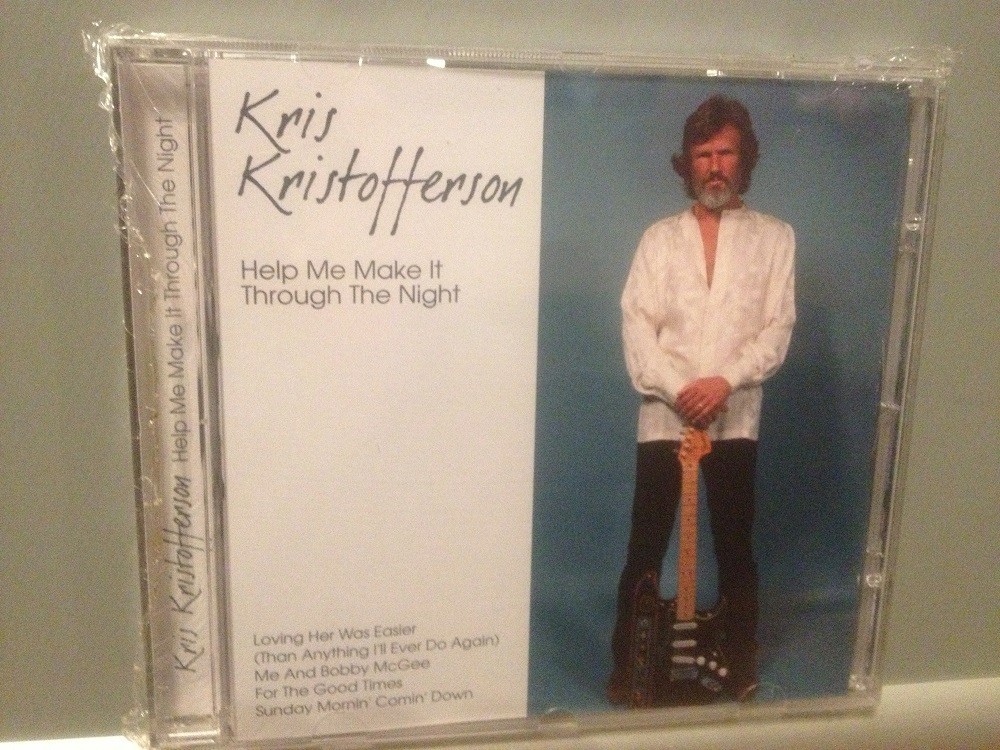 Kris Kristofferson Help Me Make It Through The Night
Kris
Kristofferson
Help Me Make It
Through The Night
Loving Her Was Easier
(Than Anything I'll Ever Do Again)
Me And Bobby McGee
For The Good Times
Sunday Mornin' Comin' Down